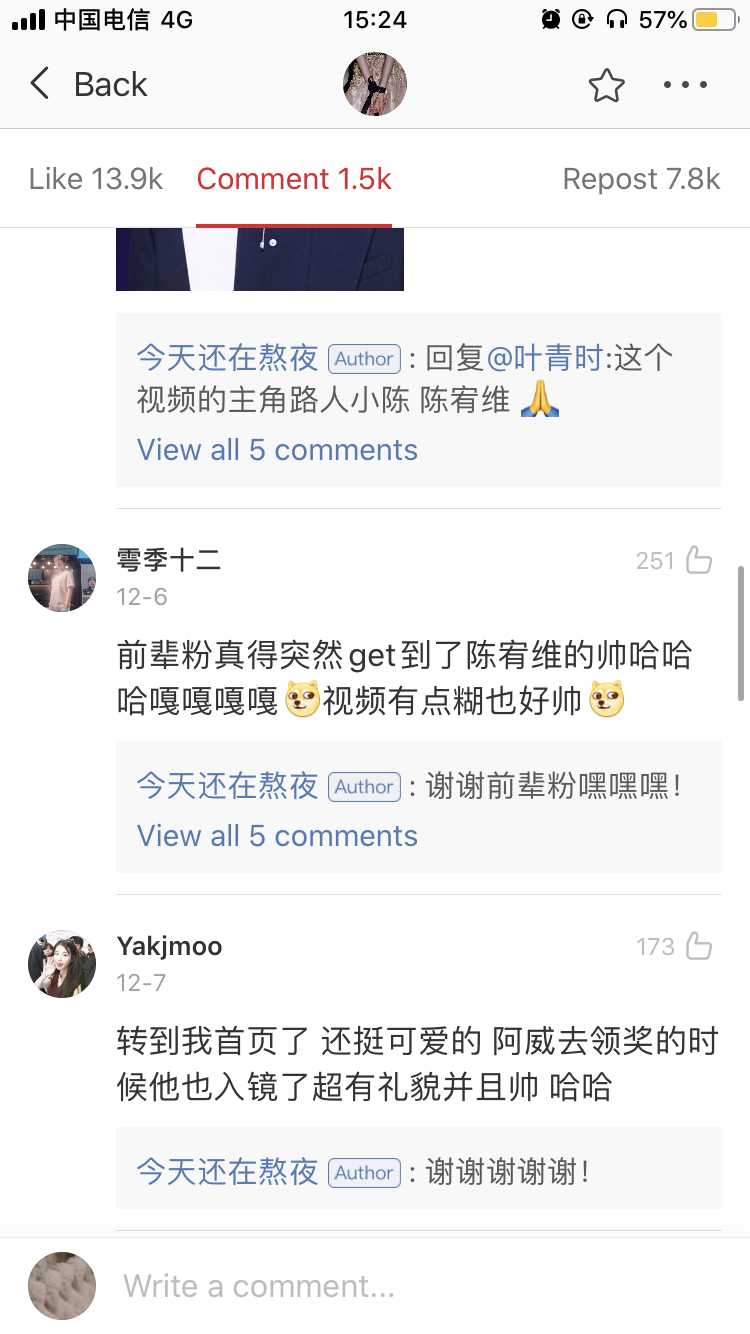 中国电信 4G 15:24 57%
Back
Like 13.9k Comment 1.5k Repost 7.8k
今天还在熬夜 Author : 回复@叶青时:这个
视频的主角路人小陈 陈宥维 🙏
View all 5 comments
雩季十二 251
12-6
前辈粉真得突然get到了陈宥维的帅哈哈
哈嘎嘎嘎嘎视频有点糊也好帅
今天还在熬夜 Author : 谢谢前辈粉嘿嘿嘿！
View all 5 comments
Yakjmoo 173
12-7
转到我首页了 还挺可爱的 阿威去领奖的时
候他也入镜了超有礼貌并且帅 哈哈
今天还在熬夜 Author : 谢谢谢谢谢！
Write a comment...